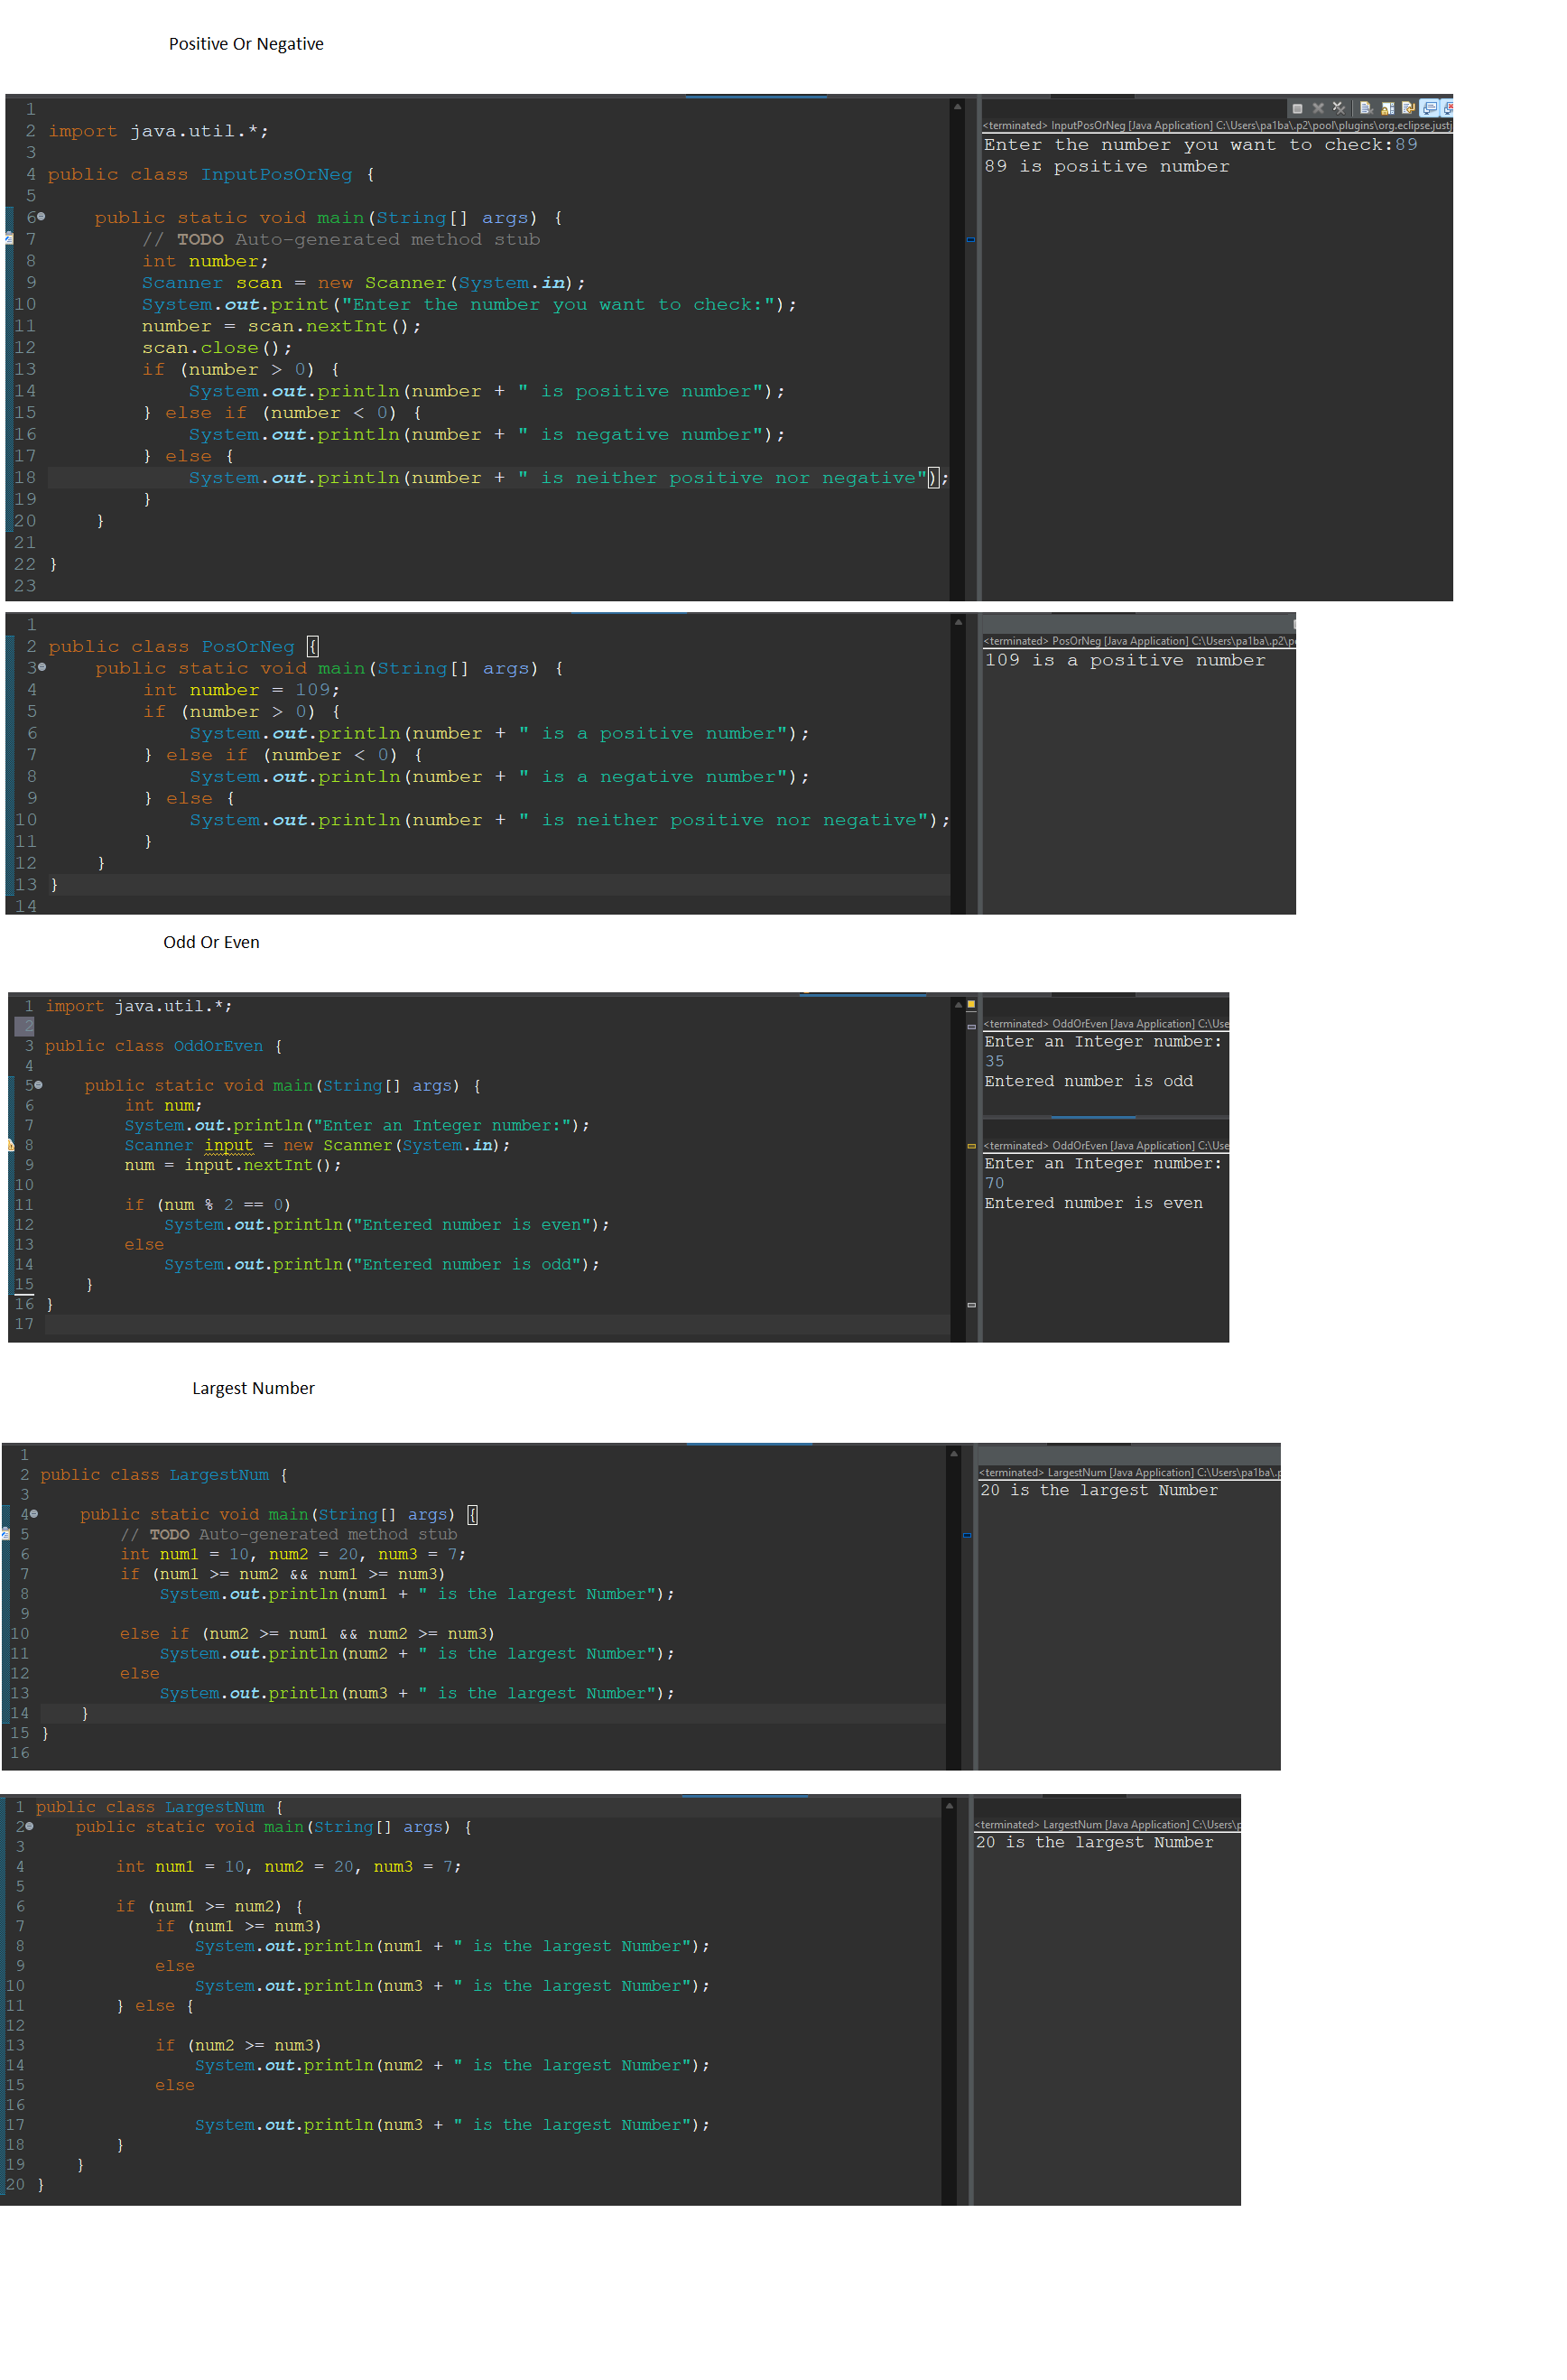 Positive Or Negative
1
2 import java.util.*;
3
4 public class InputPosOrNeg {
5
6 public static void main(String[] args) {
7 // TODO Auto-generated method stub
8 int number;
9 Scanner scan = new Scanner(System.in);
10 System.out.print("Enter the number you want to check:");
11 number = scan.nextInt();
12 scan.close();
13 if (number > 0) {
14 System.out.println(number + " is positive number");
15 } else if (number < 0) {
16 System.out.println(number + " is negative number");
17 } else {
18 System.out.println(number + " is neither positive nor negative");
19 }
20 }
21
22 }
23
<terminated> InputPosOrNeg [Java Application] C:\Users\pa1ba\.p2\pool\plugins\org.eclipse.justj
Enter the number you want to check:89
89 is positive number
1
2 public class PosOrNeg {
3 public static void main(String[] args) {
4 int number = 109;
5 if (number > 0) {
6 System.out.println(number + " is a positive number");
7 } else if (number < 0) {
8 System.out.println(number + " is a negative number");
9 } else {
10 System.out.println(number + " is neither positive nor negative");
11 }
12 }
13 }
14
<terminated> PosOrNeg [Java Application] C:\Users\pa1ba\.p2\p
109 is a positive number
Odd Or Even
1 import java.util.*;
2
3 public class OddOrEven {
4
5 public static void main(String[] args) {
6 int num;
7 System.out.println("Enter an Integer number:");
8 Scanner input = new Scanner(System.in);
9 num = input.nextInt();
10
11 if (num % 2 == 0)
12 System.out.println("Entered number is even");
13 else
14 System.out.println("Entered number is odd");
15 }
16 }
17
<terminated> OddOrEven [Java Application] C:\Use
Enter an Integer number:
35
Entered number is odd
<terminated> OddOrEven [Java Application] C:\Use
Enter an Integer number:
70
Entered number is even
Largest Number
1
2 public class LargestNum {
3
4 public static void main(String[] args) {
5 // TODO Auto-generated method stub
6 int num1 = 10, num2 = 20, num3 = 7;
7 if (num1 >= num2 && num1 >= num3)
8 System.out.println(num1 + " is the largest Number");
9
10 else if (num2 >= num1 && num2 >= num3)
11 System.out.println(num2 + " is the largest Number");
12 else
13 System.out.println(num3 + " is the largest Number");
14 }
15 }
16
<terminated> LargestNum [Java Application] C:\Users\pa1ba\.p
20 is the largest Number
1 public class LargestNum {
2 public static void main(String[] args) {
3
4 int num1 = 10, num2 = 20, num3 = 7;
5
6 if (num1 >= num2) {
7 if (num1 >= num3)
8 System.out.println(num1 + " is the largest Number");
9 else
10 System.out.println(num3 + " is the largest Number");
11 } else {
12
13 if (num2 >= num3)
14 System.out.println(num2 + " is the largest Number");
15 else
16
17 System.out.println(num3 + " is the largest Number");
18 }
19 }
20 }
<terminated> LargestNum [Java Application] C:\Users\p
20 is the largest Number